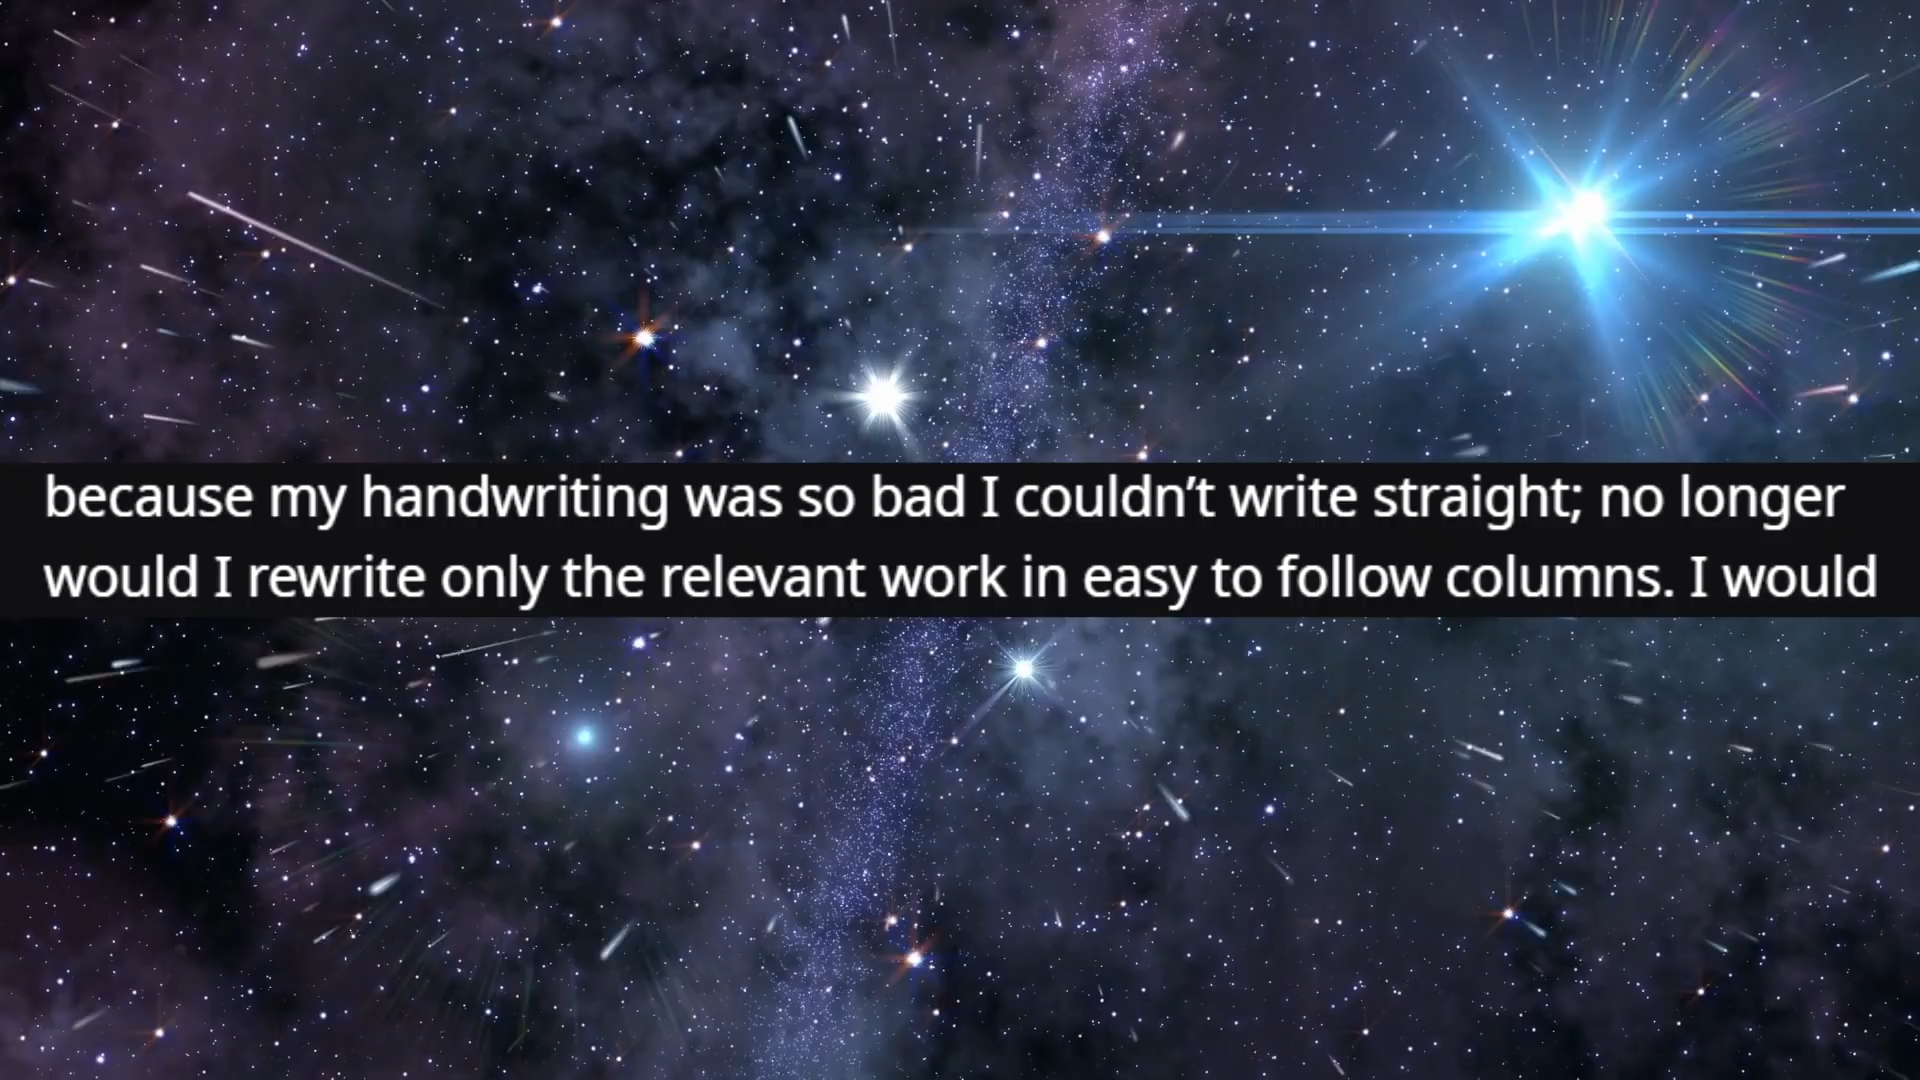 because my handwriting was so bad I couldn’t write straight; no longer
would I rewrite only the relevant work in easy to follow columns. I would